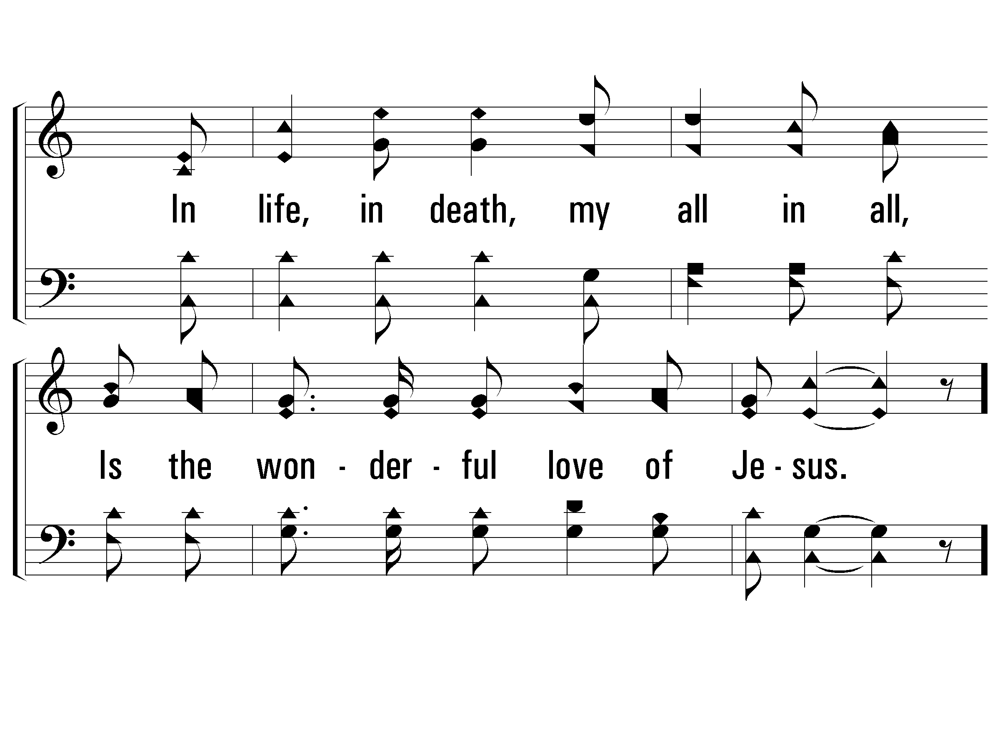 In life, in death, my all in all,
Is the won - der - ful love of Je - sus.